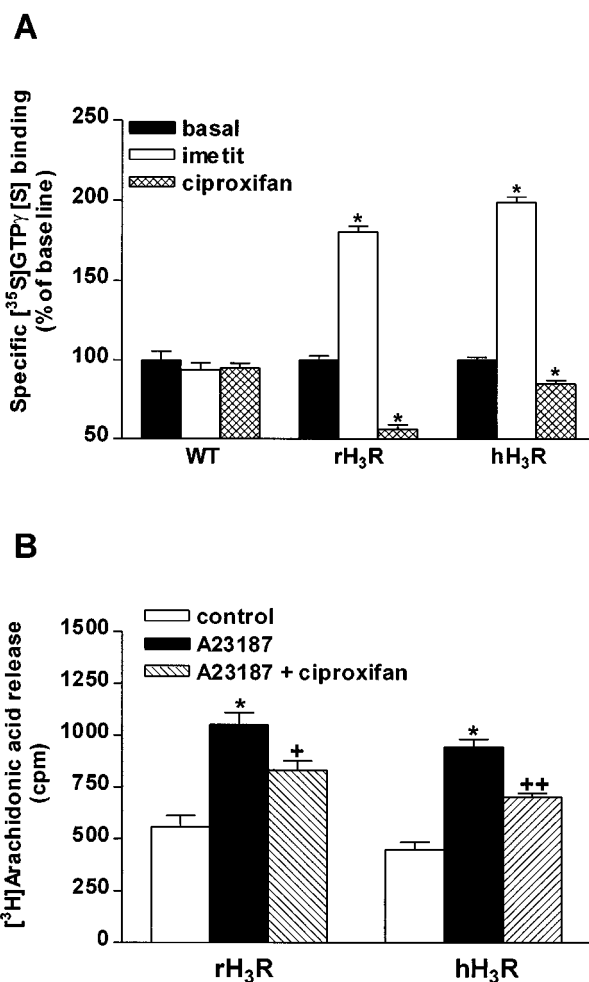 A
Specific [³⁵S]GTPγ[S] binding
(% of baseline)
250
200
150
100
50
basal
imetit
ciproxifan
*
*
*
*
WT
rH₃R
hH₃R
B
[³H]Arachidonic acid release
(cpm)
1500
1250
1000
750
500
250
0
control
A23187
A23187 + ciproxifan
*
+
*
++
rH₃R
hH₃R